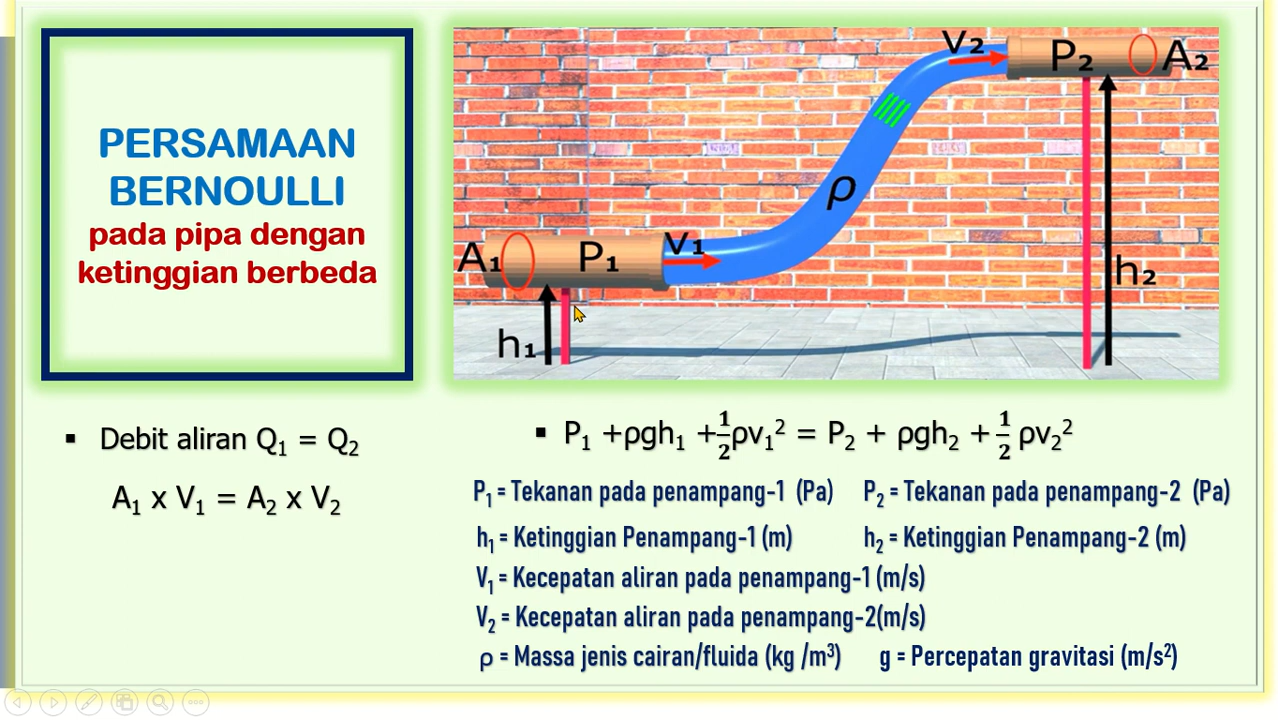 PERSAMAAN
BERNOULLI
pada pipa dengan
ketinggian berbeda
V₂
P₂
A₂
ρ
A₁
P₁
V₁
h₂
h₁
▪ Debit aliran Q₁ = Q₂
A₁ x V₁ = A₂ x V₂
▪ P₁ +ρgh₁ +½ρv₁² = P₂ + ρgh₂ + ½ ρv₂²
P₁ = Tekanan pada penampang-1 (Pa) P₂ = Tekanan pada penampang-2 (Pa)
h₁ = Ketinggian Penampang-1 (m) h₂ = Ketinggian Penampang-2 (m)
V₁ = Kecepatan aliran pada penampang-1 (m/s)
V₂ = Kecepatan aliran pada penampang-2(m/s)
ρ = Massa jenis cairan/fluida (kg /m³) g = Percepatan gravitasi (m/s²)